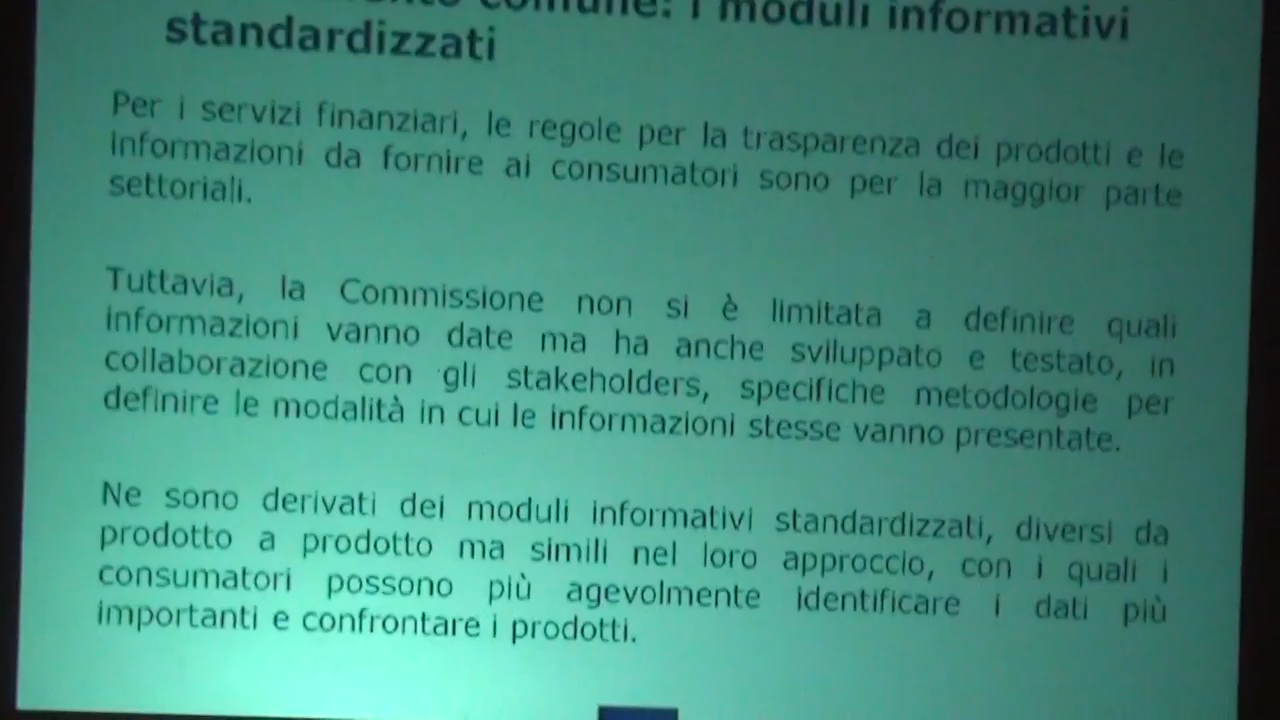 comune: i moduli informativi
standardizzati
Per i servizi finanziari, le regole per la trasparenza dei prodotti e le
informazioni da fornire ai consumatori sono per la maggior parte
settoriali.
Tuttavia, la Commissione non si è limitata a definire quali
informazioni vanno date ma ha anche sviluppato e testato, in
collaborazione con gli stakeholders, specifiche metodologie per
definire le modalità in cui le informazioni stesse vanno presentate.
Ne sono derivati dei moduli informativi standardizzati, diversi da
prodotto a prodotto ma simili nel loro approccio, con i quali i
consumatori possono più agevolmente identificare i dati più
importanti e confrontare i prodotti.